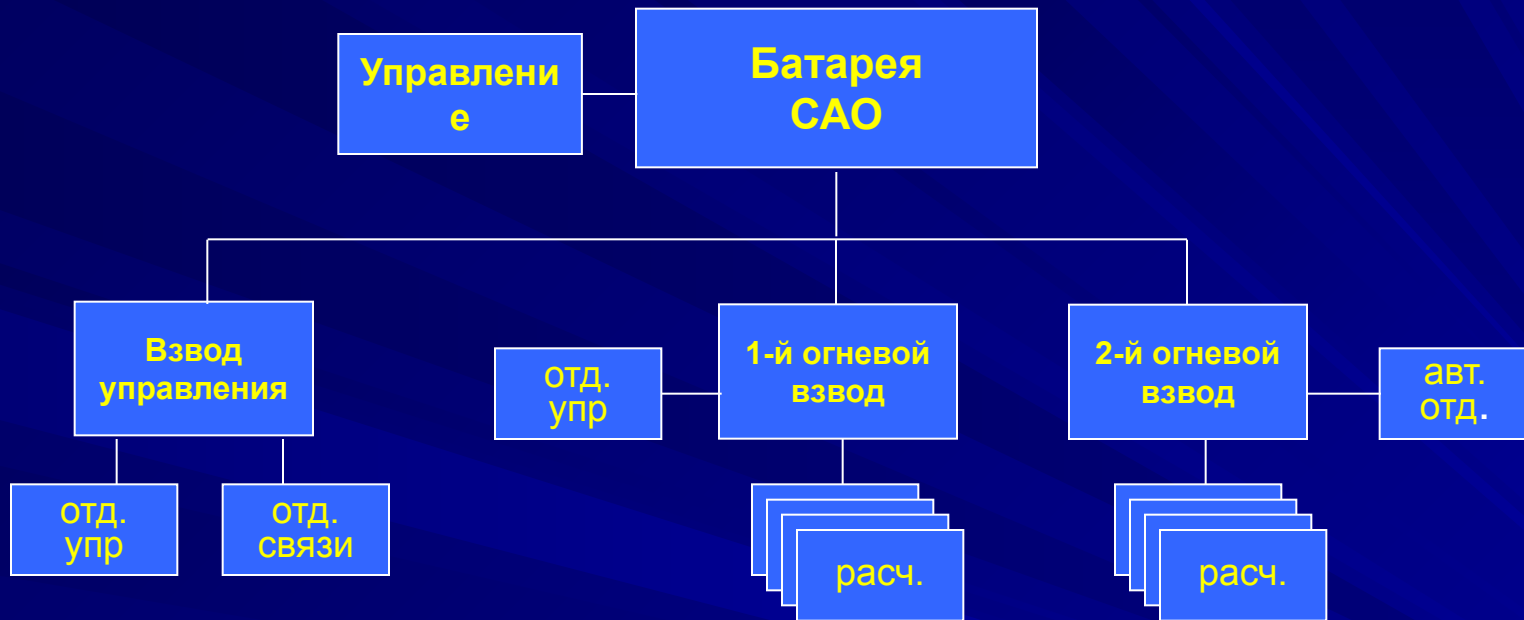 Управлени
е
Батарея
САО
Взвод
управления
отд.
упр
1-й огневой
взвод
2-й огневой
взвод
авт.
отд.
отд.
упр
отд.
связи
расч.
расч.